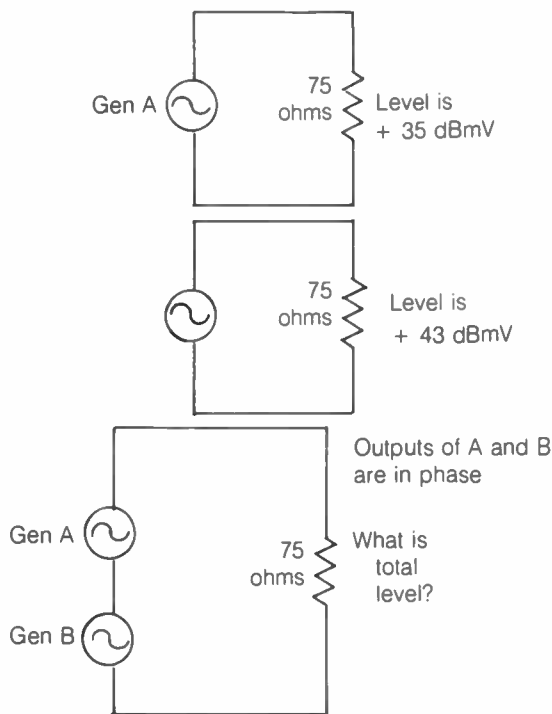 Gen A
75
ohms
Level is
+ 35 dBmV
75
ohms
Level is
+ 43 dBmV
Outputs of A and B
are in phase
Gen A
Gen B
75
ohms
What is
total
level?